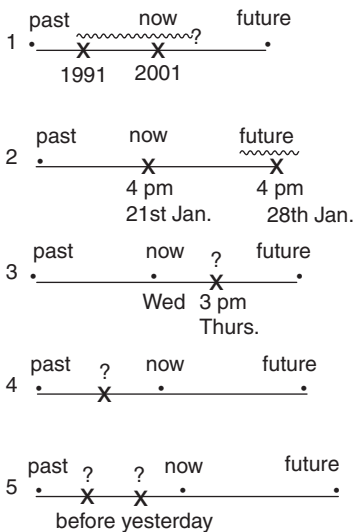 past now future
1 ?
1991 2001
past now future
2
4 pm 4 pm
21st Jan. 28th Jan.
past now future
3 ?
Wed 3 pm
Thurs.
past ? now future
4
past ? ? now future
5
before yesterday